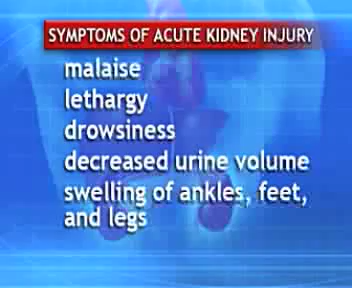 SYMPTOMS OF ACUTE KIDNEY INJURY
malaise
lethargy
drowsiness
decreased urine volume
swelling of ankles, feet,
and legs